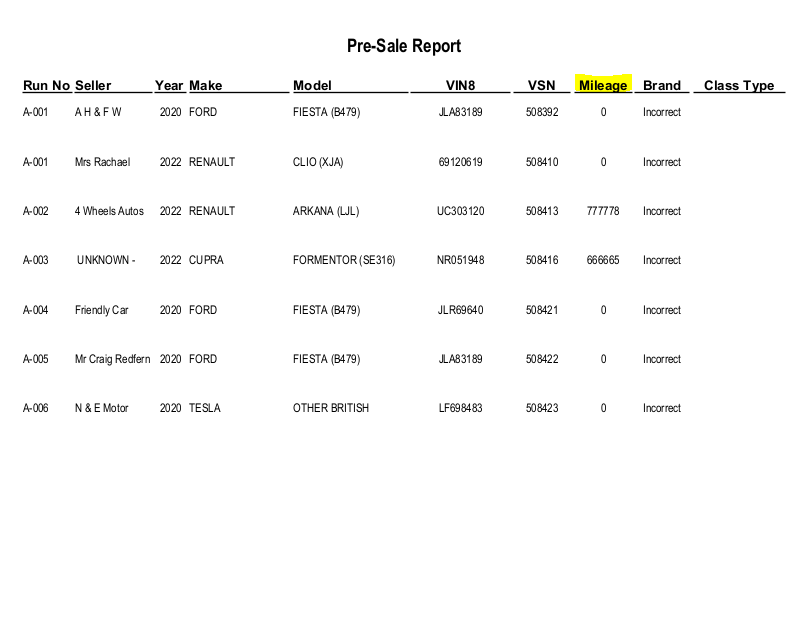 Pre-Sale Report
Run No Seller Year Make Model VIN8 VSN Mileage Brand Class Type
A-001 A H & F W 2020 FORD FIESTA (B479) JLA83189 508392 0 Incorrect
A-001 Mrs Rachael 2022 RENAULT CLIO (XJA) 69120619 508410 0 Incorrect
A-002 4 Wheels Autos 2022 RENAULT ARKANA (LJL) UC303120 508413 777778 Incorrect
A-003 UNKNOWN - 2022 CUPRA FORMENTOR (SE316) NR051948 508416 666665 Incorrect
A-004 Friendly Car 2020 FORD FIESTA (B479) JLR69640 508421 0 Incorrect
A-005 Mr Craig Redfern 2020 FORD FIESTA (B479) JLA83189 508422 0 Incorrect
A-006 N & E Motor 2020 TESLA OTHER BRITISH LF698483 508423 0 Incorrect